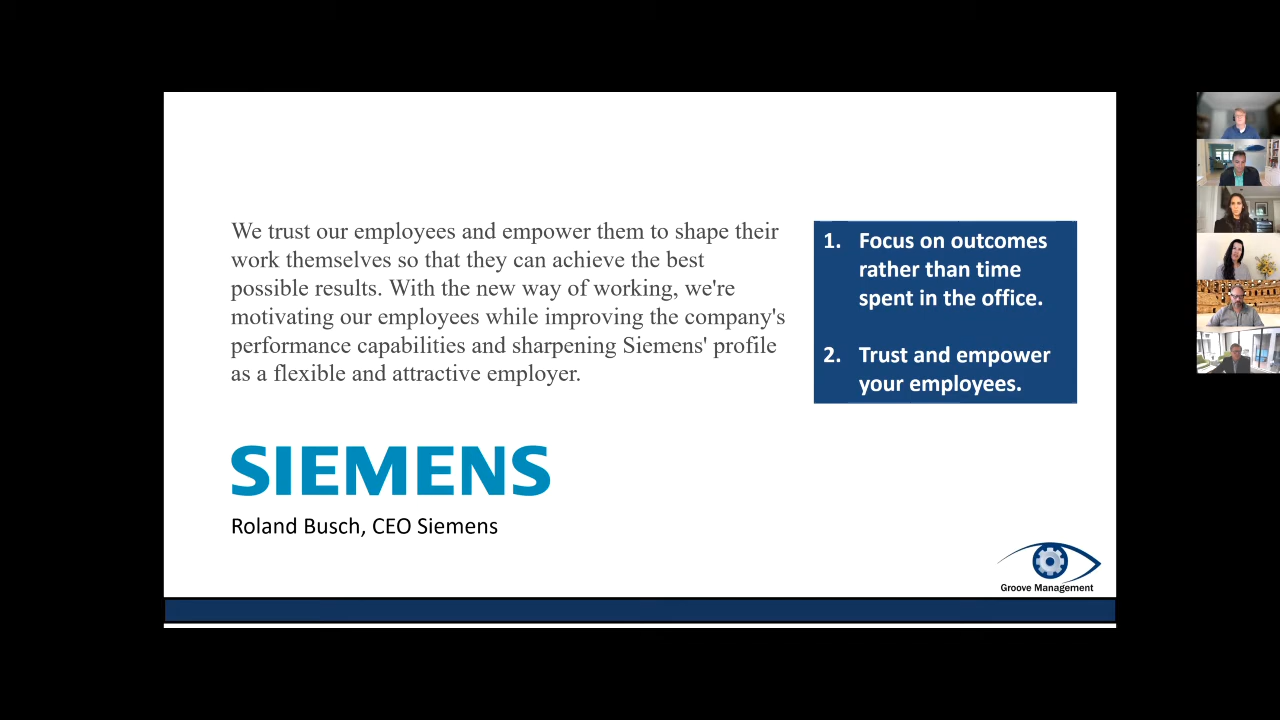 We trust our employees and empower them to shape their
work themselves so that they can achieve the best
possible results. With the new way of working, we're
motivating our employees while improving the company's
performance capabilities and sharpening Siemens' profile
as a flexible and attractive employer.
SIEMENS
Roland Busch, CEO Siemens
1. Focus on outcomes
rather than time
spent in the office.
2. Trust and empower
your employees.
Groove Management